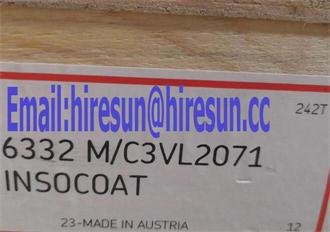 242T
Email:hiresun@hiresun.cc
6332 M/C3VL2071
INSOCOAT
23-MADE IN AUSTRIA
12